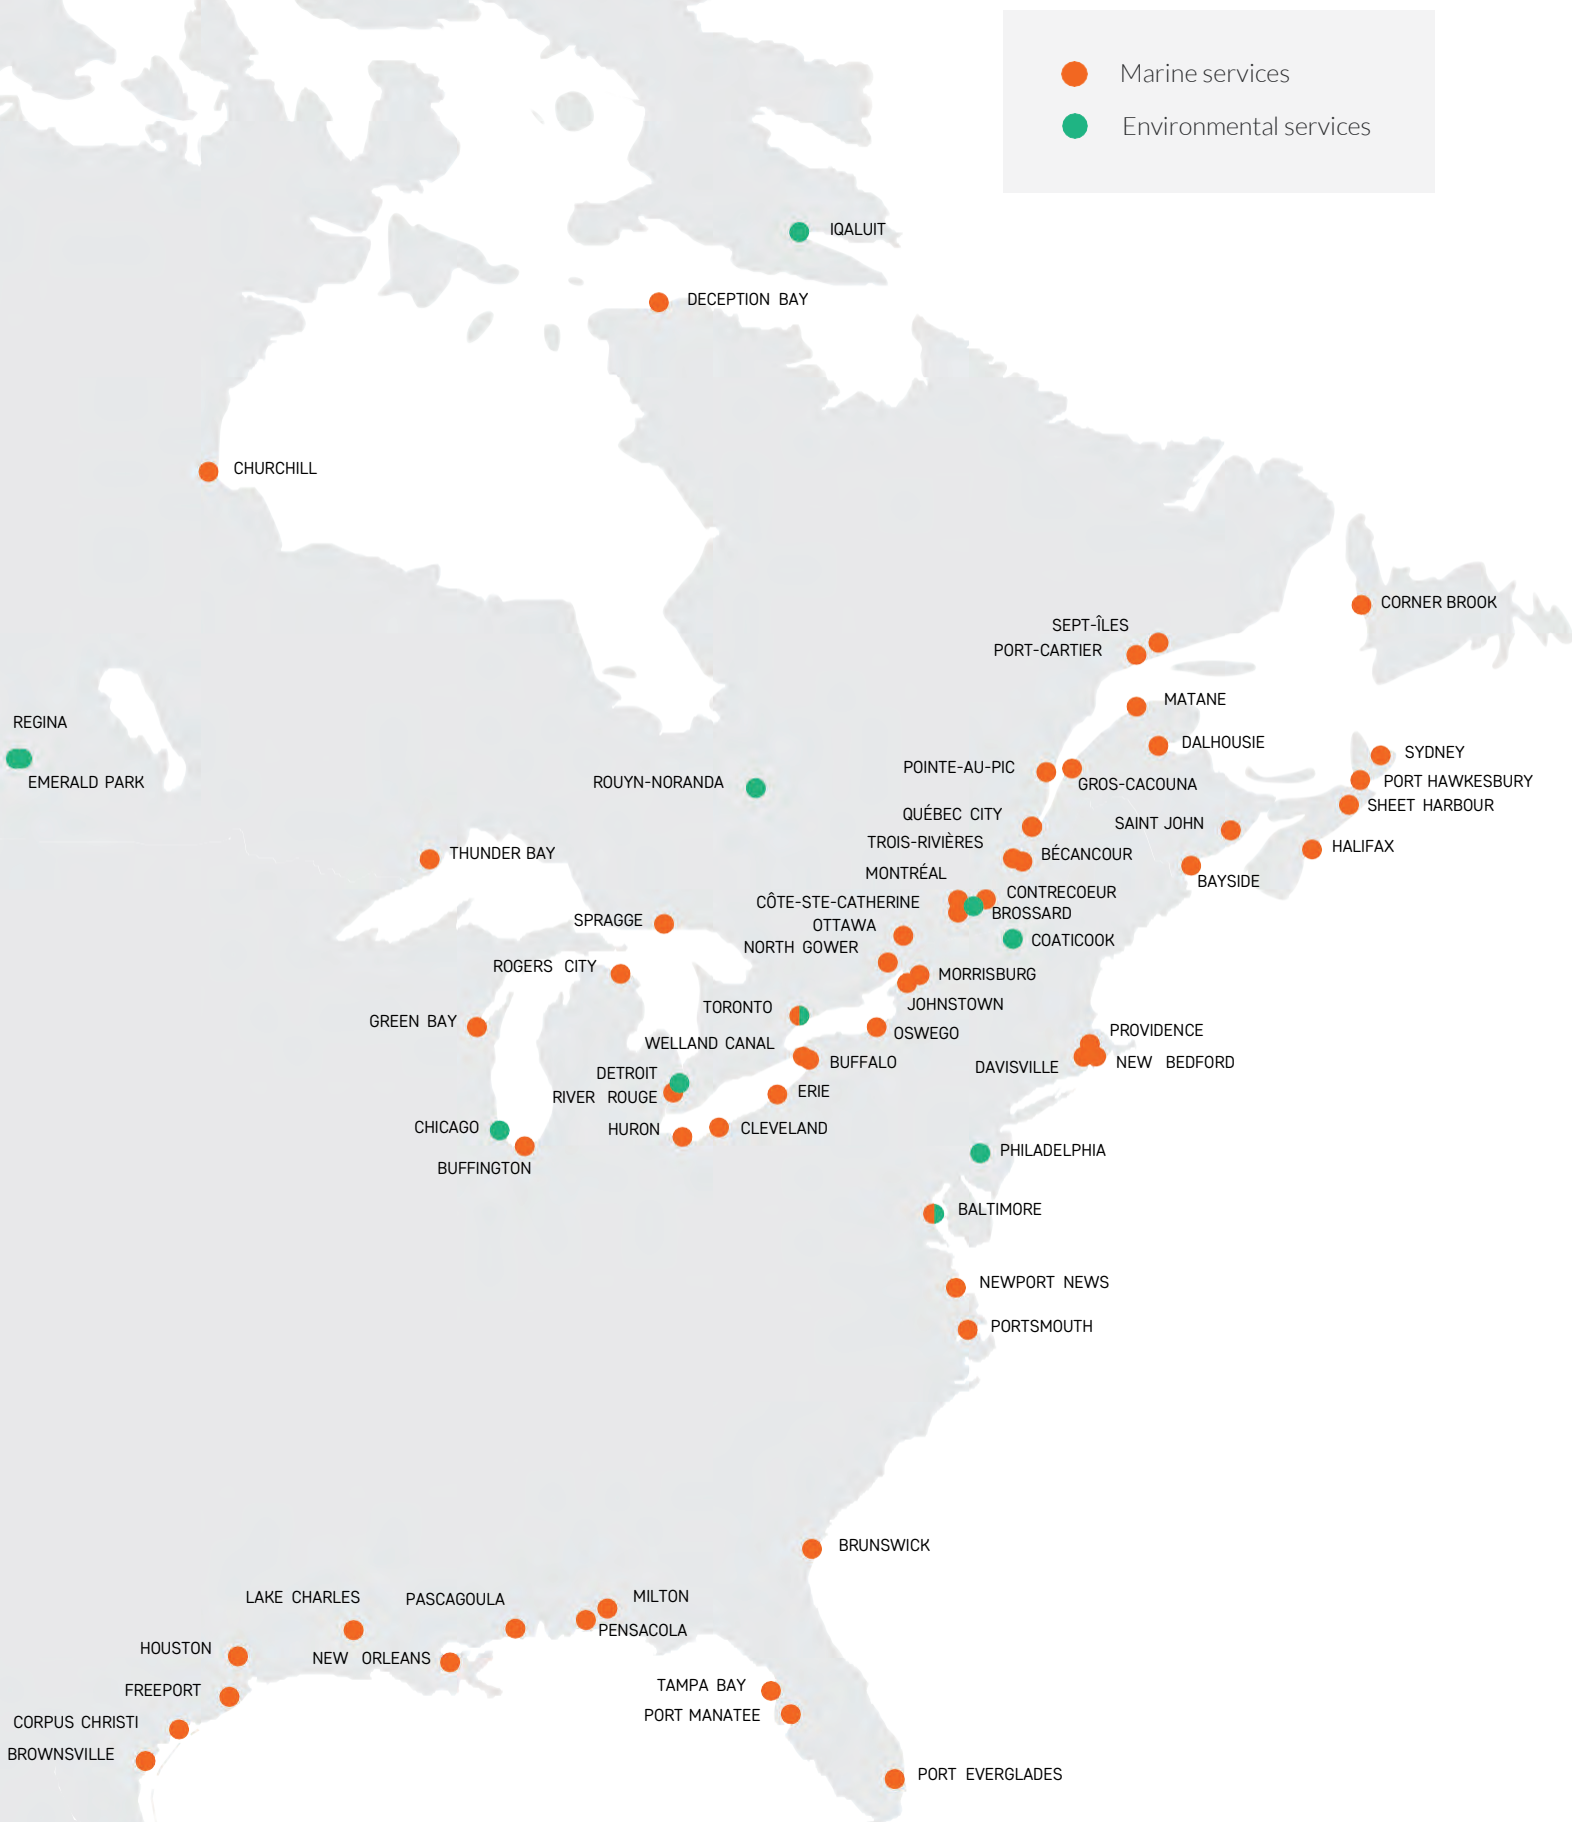 Marine services
Environmental services
IQALUIT
DECEPTION BAY
CHURCHILL
CORNER BROOK
SEPT-ÎLES
PORT-CARTIER
MATANE
REGINA
DALHOUSIE
SYDNEY
POINTE-AU-PIC
EMERALD PARK
ROUYN-NORANDA
GROS-CACOUNA
PORT HAWKESBURY
SHEET HARBOUR
QUÉBEC CITY
SAINT JOHN
TROIS-RIVIÈRES
HALIFAX
THUNDER BAY
BÉCANCOUR
MONTRÉAL
BAYSIDE
CONTRECOEUR
CÔTE-STE-CATHERINE
BROSSARD
SPRAGGE
OTTAWA
COATICOOK
NORTH GOWER
ROGERS CITY
MORRISBURG
TORONTO
JOHNSTOWN
GREEN BAY
OSWEGO
PROVIDENCE
WELLAND CANAL
BUFFALO
DAVISVILLE
NEW BEDFORD
DETROIT
RIVER ROUGE
ERIE
CHICAGO
HURON
CLEVELAND
BUFFINGTON
PHILADELPHIA
BALTIMORE
NEWPORT NEWS
PORTSMOUTH
BRUNSWICK
LAKE CHARLES
PASCAGOULA
MILTON
PENSACOLA
HOUSTON
NEW ORLEANS
FREEPORT
TAMPA BAY
PORT MANATEE
CORPUS CHRISTI
BROWNSVILLE
PORT EVERGLADES